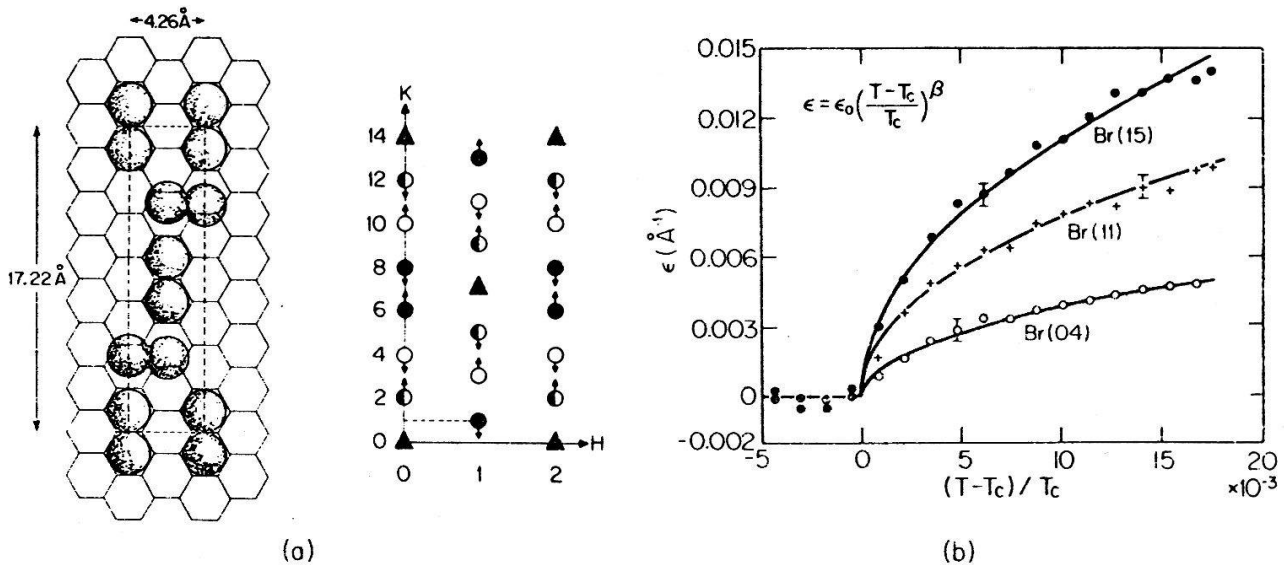 4.26Å
17.22Å
K
14
12
10
8
6
4
2
0
H
0 1 2
(a)
0.015
0.012
0.009
0.006
0.003
0
-0.002
ϵ (Å⁻¹)
ϵ = ϵ₀ (T-Tc/Tc)^β
Br(15)
Br(11)
Br(04)
-5 0 5 10 15 20
×10⁻³
(T-Tc)/Tc
(b)